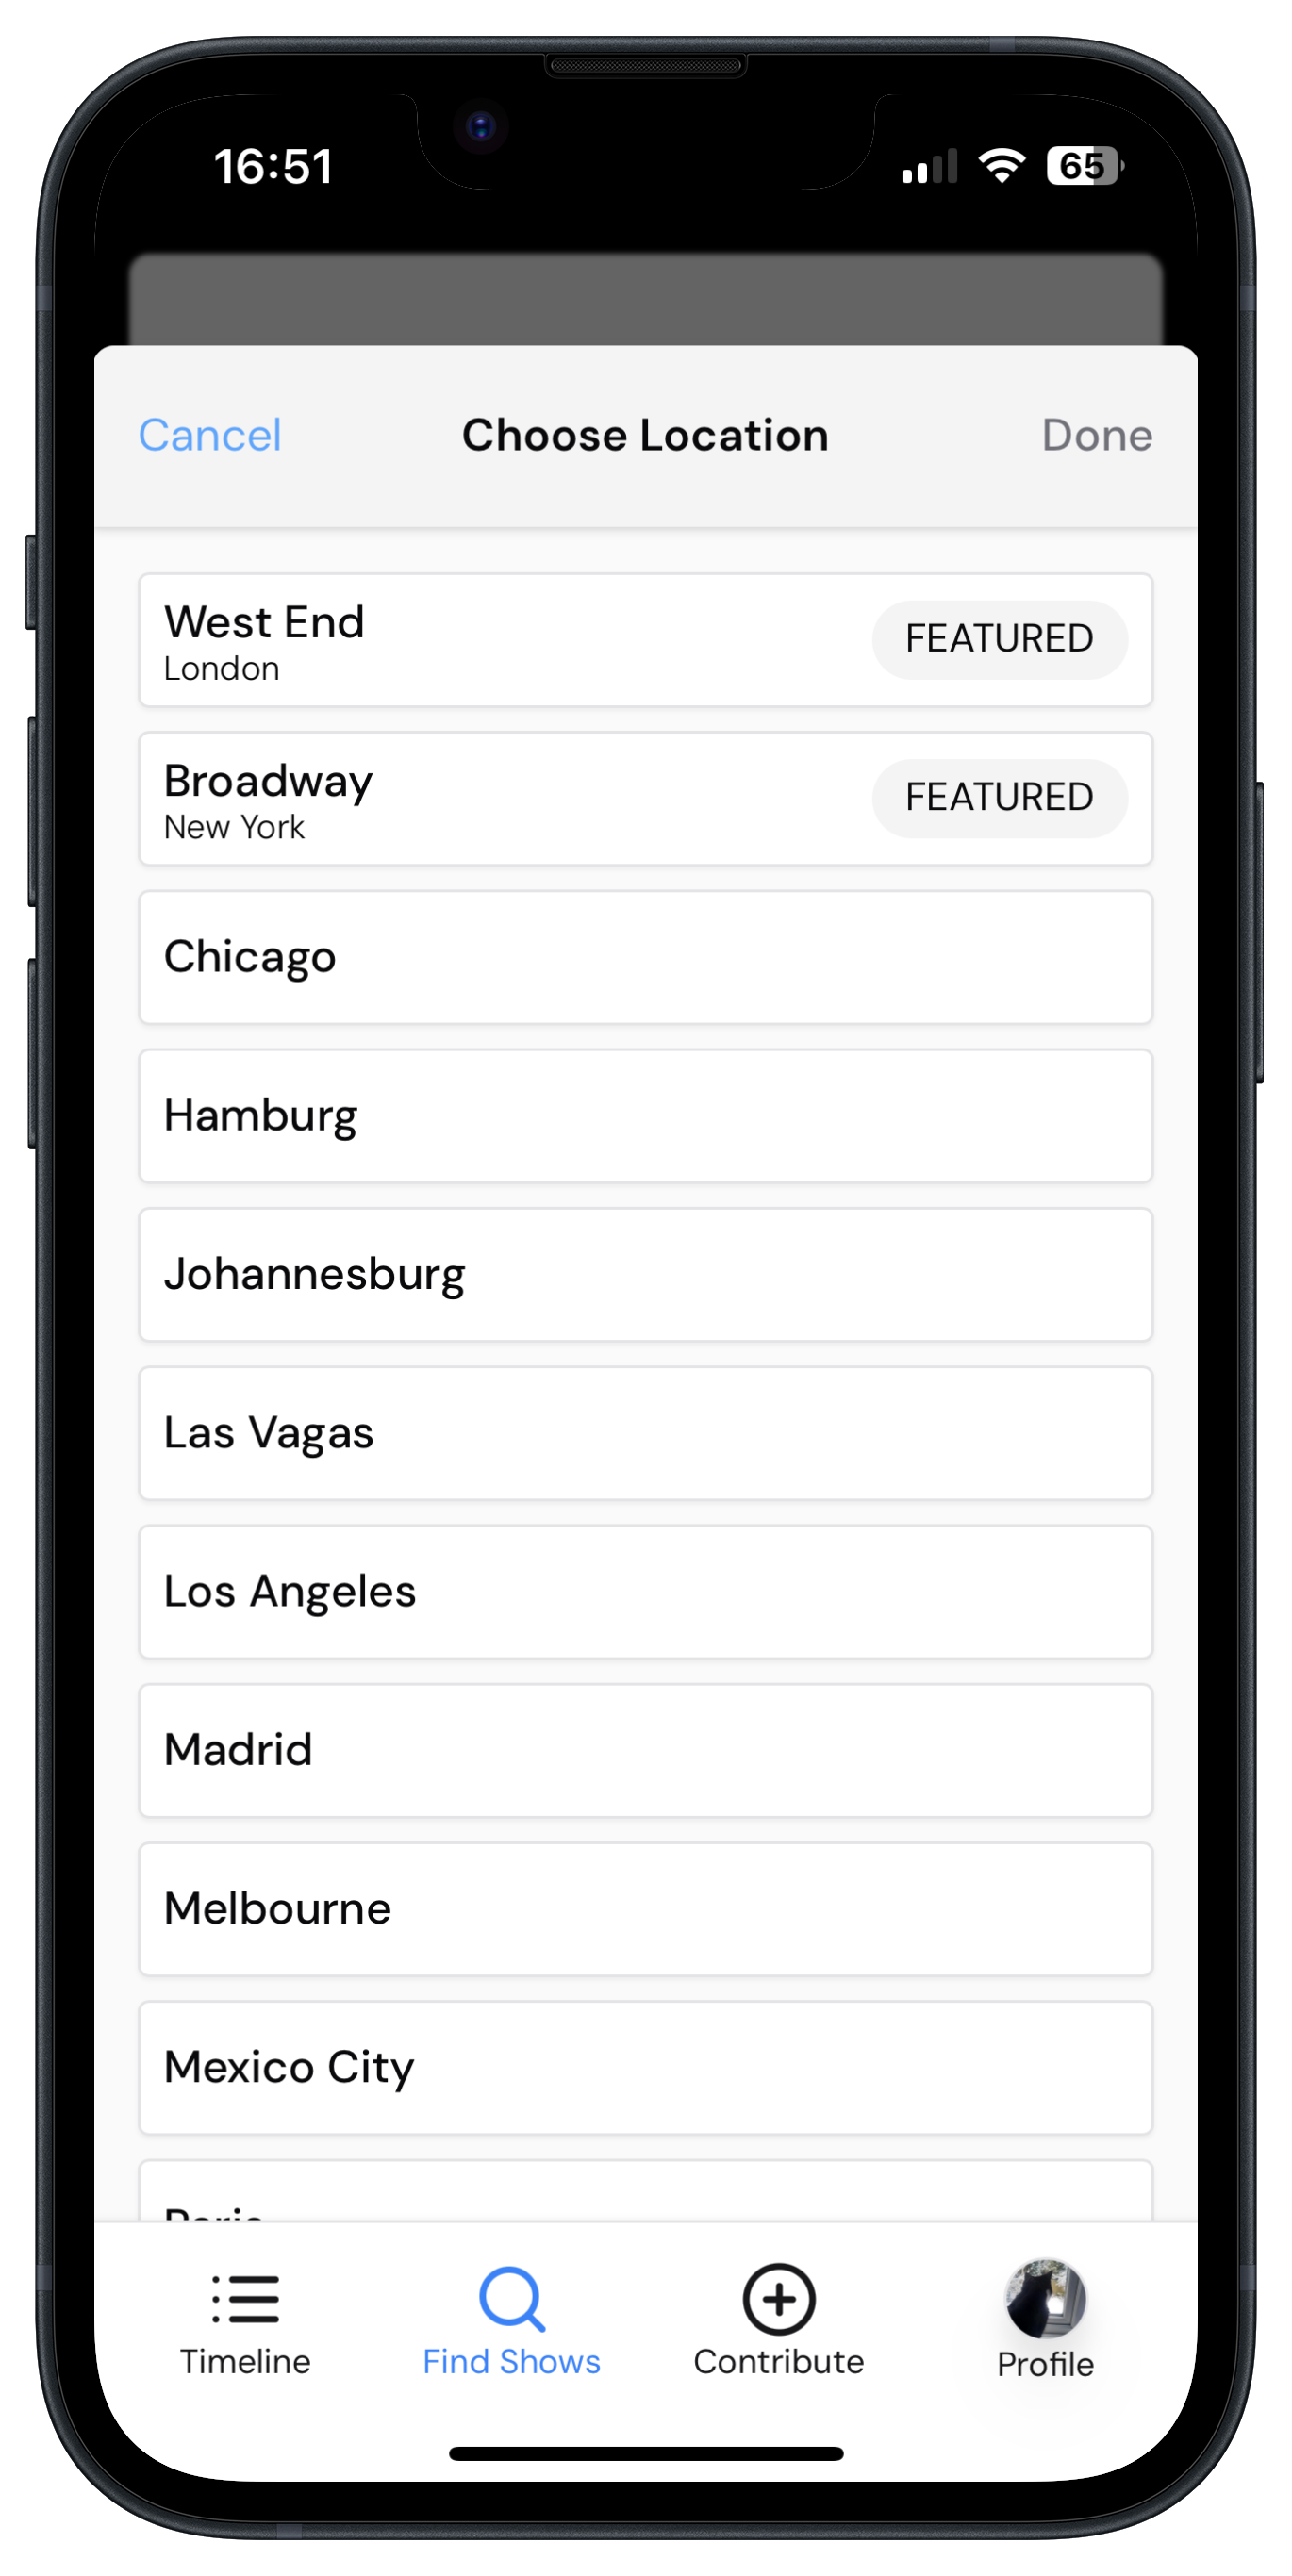 16:51
65
Cancel
Choose Location
Done
West End
London
FEATURED
Broadway
New York
FEATURED
Chicago
Hamburg
Johannesburg
Las Vagas
Los Angeles
Madrid
Melbourne
Mexico City
Paris
Timeline
Find Shows
Contribute
Profile